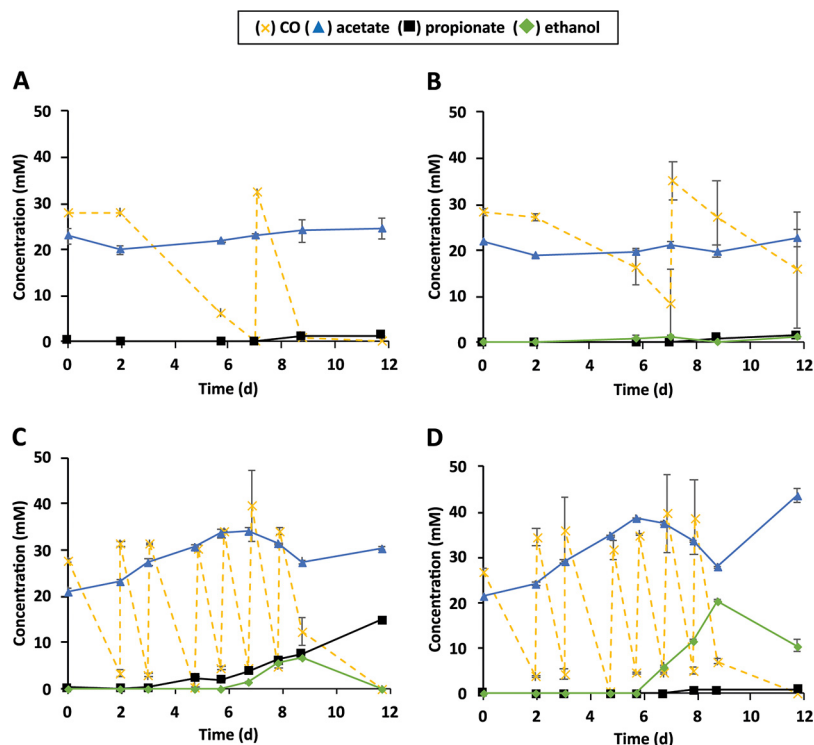 (×) CO (▲) acetate (■) propionate (◆) ethanol
A
50
40
30
20
10
0
Concentration (mM)
0 2 4 6 8 10 12
Time (d)
B
50
40
30
20
10
0
Concentration (mM)
0 2 4 6 8 10 12
Time (d)
C
50
40
30
20
10
0
Concentration (mM)
0 2 4 6 8 10 12
Time (d)
D
50
40
30
20
10
0
Concentration (mM)
0 2 4 6 8 10 12
Time (d)